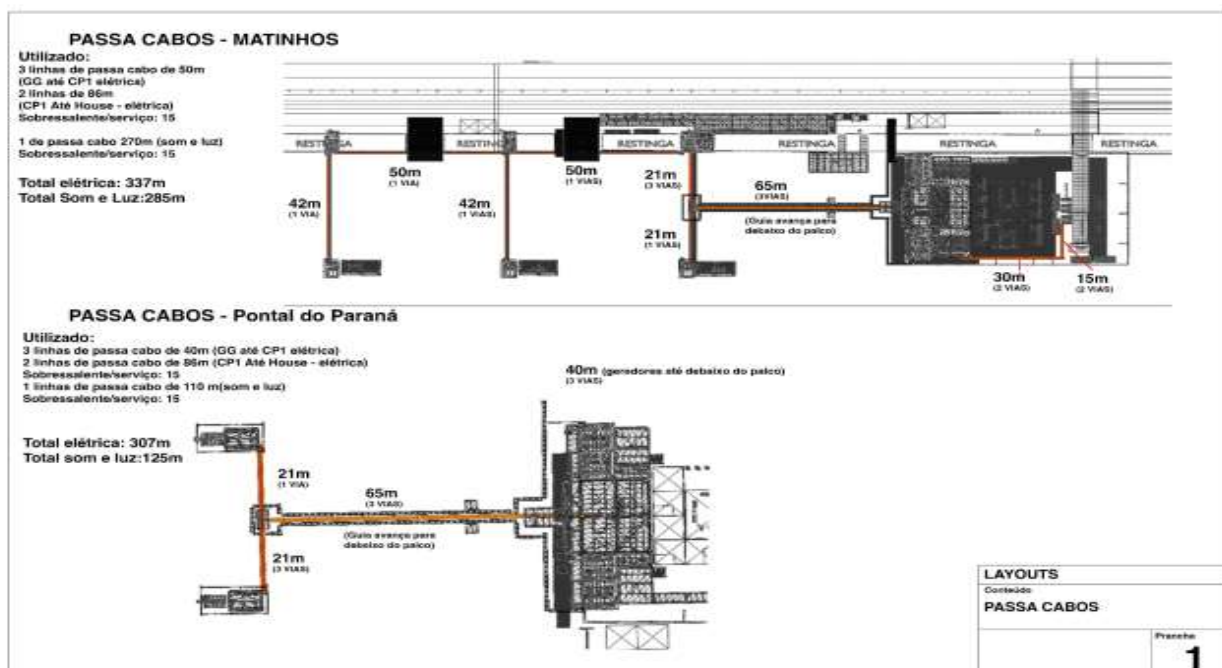 PASSA CABOS - MATINHOS
Utilizado:
3 linhas de passa cabo de 50m
(GG até CP1 elétrica)
2 linhas de 86m
(CP1 Até House - elétrica)
Sobressalente/serviço: 15
1 de passa cabo 270m (som e luz)
Sobressalente/serviço: 15
Total elétrica: 337m
Total Som e Luz:285m
RESTINGA
RESTINGA
RESTINGA
RESTINGA
RESTINGA
RESTINGA
50m
(1 VIA)
50m
(1 VIAS)
21m
(3 VIAS)
65m
(3VIAS)
42m
(1 VIA)
42m
(1 VIAS)
(Guia avança para
debaixo do palco)
21m
(1 VIAS)
30m
(2 VIAS)
15m
(2 VIAS)
PASSA CABOS - Pontal do Paraná
Utilizado:
3 linhas de passa cabo de 40m (GG até CP1 elétrica)
2 linhas de passa cabo de 86m (CP1 Até House - elétrica)
Sobressalente/serviço: 15
1 linhas de passa cabo de 110 m(som e luz)
Sobressalente/serviço: 15
Total elétrica: 307m
Total som e luz:125m
40m (geradores até debaixo do palco)
(3 VIAS)
21m
(1 VIA)
65m
(3 VIAS)
(Guia avança para
debaixo do palco)
21m
(3 VIAS)
LAYOUTS
Conteúdo
PASSA CABOS
Prancha
1